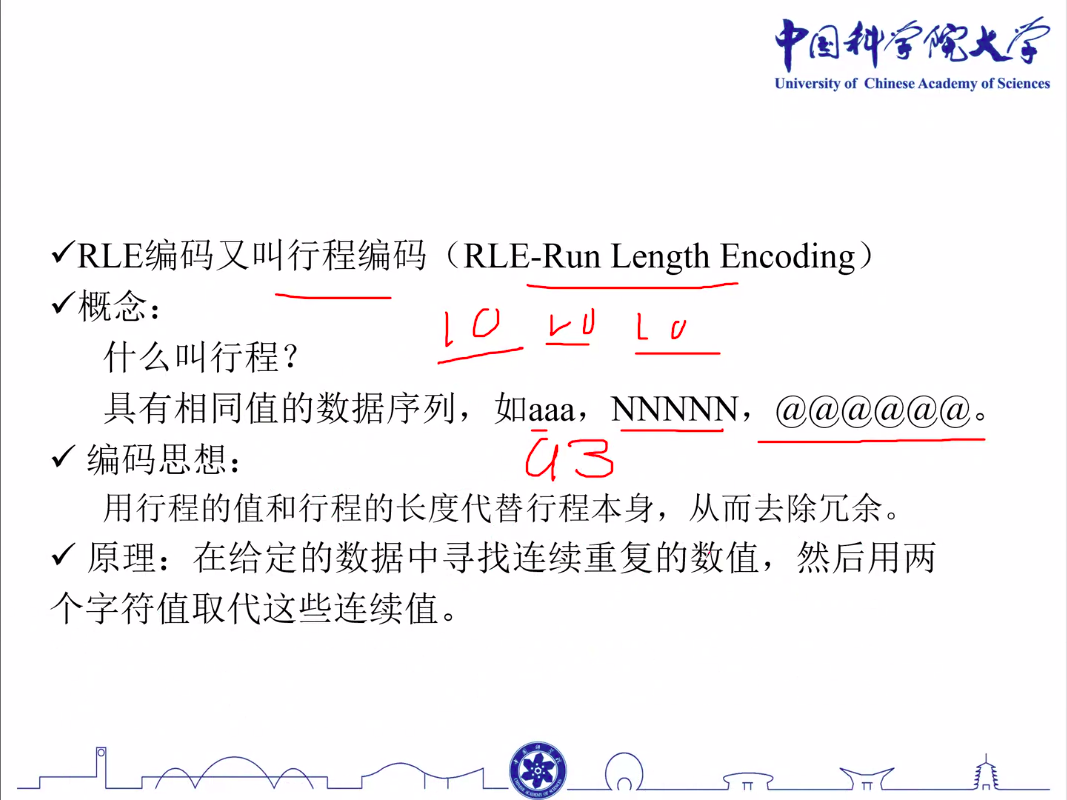 中国科学院大学
University of Chinese Academy of Sciences
✓RLE编码又叫行程编码（RLE-Run Length Encoding）
✓概念：
10 10 10
什么叫行程？
具有相同值的数据序列，如aaa，NNNNN，@@@@@@。
a3
✓ 编码思想：
用行程的值和行程的长度代替行程本身，从而去除冗余。
✓ 原理：在给定的数据中寻找连续重复的数值，然后用两
个字符值取代这些连续值。